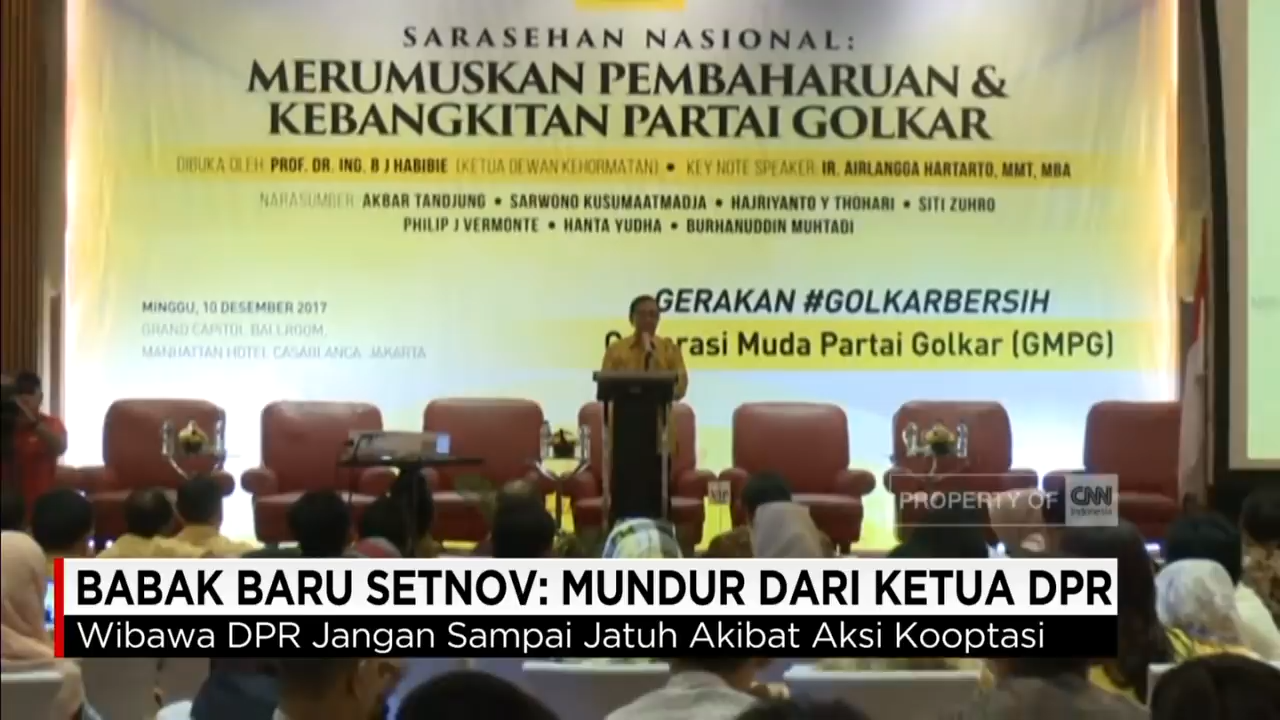 SARASEHAN NASIONAL:
MERUMUSKAN PEMBAHARUAN &
KEBANGKITAN PARTAI GOLKAR
DIBUKA OLEH: PROF. DR. ING. B J HABIBIE (KETUA DEWAN KEHORMATAN) • KEY NOTE SPEAKER: IR. AIRLANGGA HARTARTO, MMT, MBA
NARASUMBER: AKBAR TANDJUNG • SARWONO KUSUMAATMADJA • HAJRIYANTO Y THOHARI • SITI ZUHRO
PHILIP J VERMONTE • HANTA YUDHA • BURHANUDDIN MUHTADI
MINGGU, 10 DESEMBER 2017
GRAND CAPITOL BALLROOM,
MANHATTAN HOTEL CASABLANCA JAKARTA
GERAKAN #GOLKARBERSIH
Muda Partai Golkar (GMPG)
PROPERTY OF CNN Indonesia
BABAK BARU SETNOV: MUNDUR DARI KETUA DPR
Wibawa DPR Jangan Sampai Jatuh Akibat Aksi Kooptasi